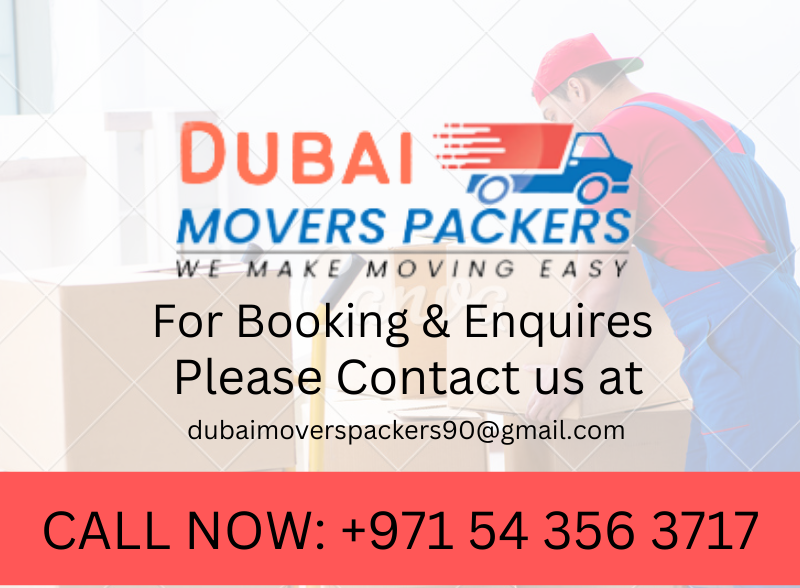 DUBAI
MOVERS PACKERS
WE MAKE MOVING EASY
For Booking & Enquires
Please Contact us at
dubaimoverspackers90@gmail.com
CALL NOW: +971 54 356 3717